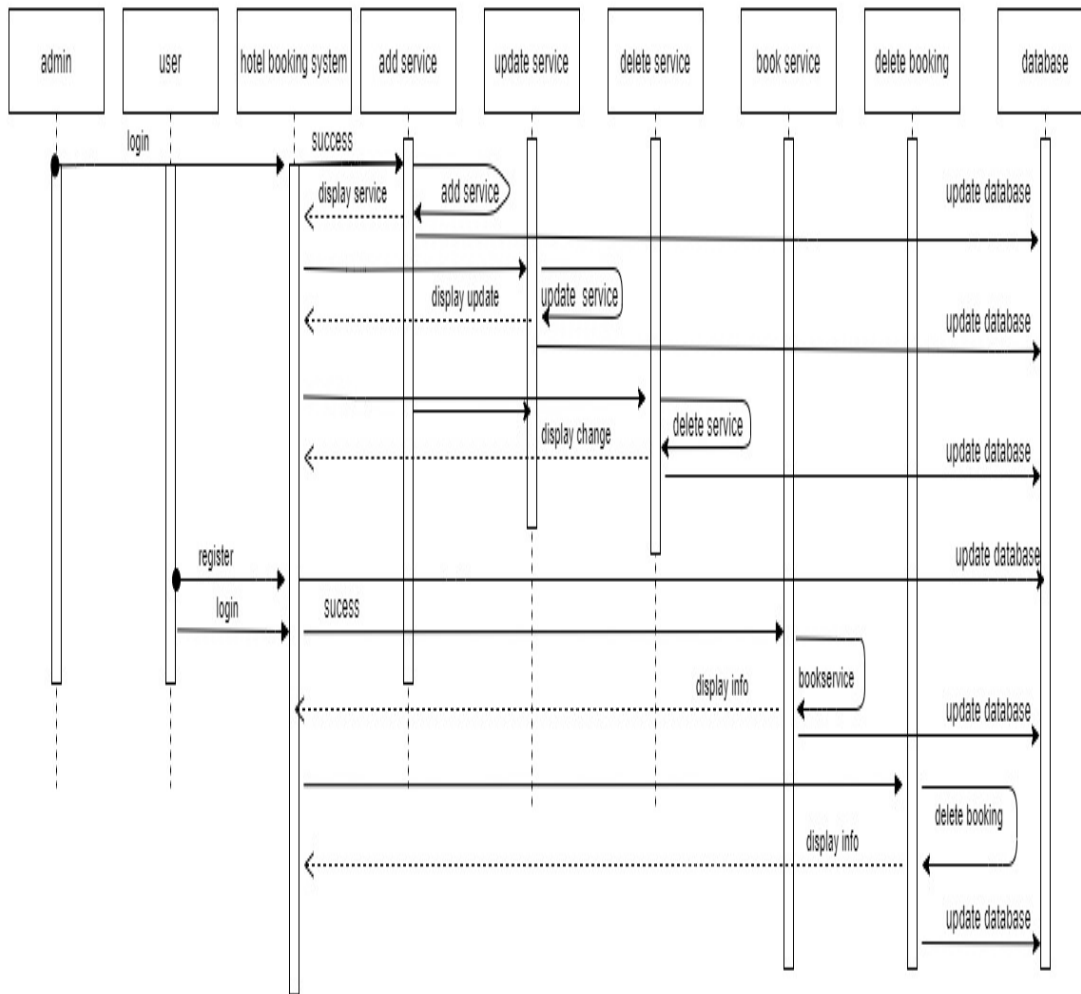 admin
user
hotel booking system
add service
update service
delete service
book service
delete booking
database
login
success
display service
add service
update database
display update
update service
update database
display change
delete service
update database
register
update database
login
sucess
display info
bookservice
update database
delete booking
display info
update database